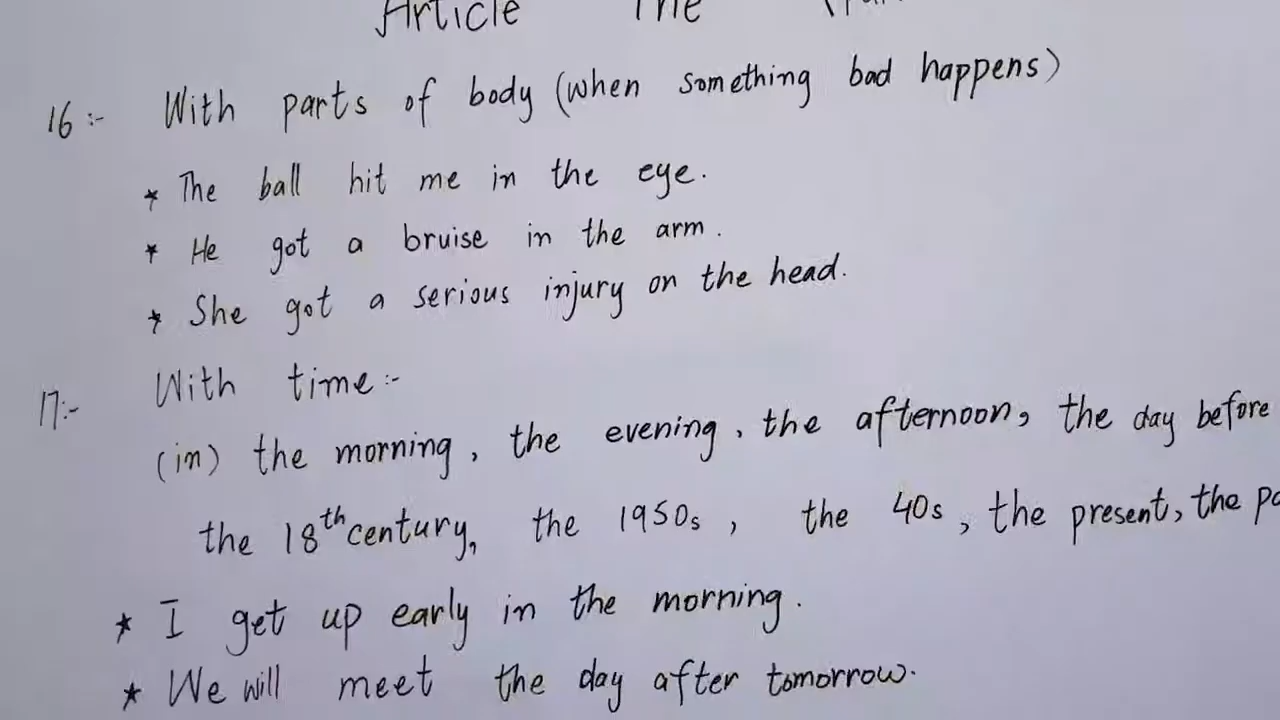 Article The
16:- With parts of body (when something bad happens)
* The ball hit me in the eye.
* He got a bruise in the arm.
* She got a serious injury on the head.
17:- With time:-
(in) the morning, the evening, the afternoon, the day before
the 18th century, the 1950s, the 40s, the present, the
* I get up early in the morning.
* We will meet the day after tomorrow.